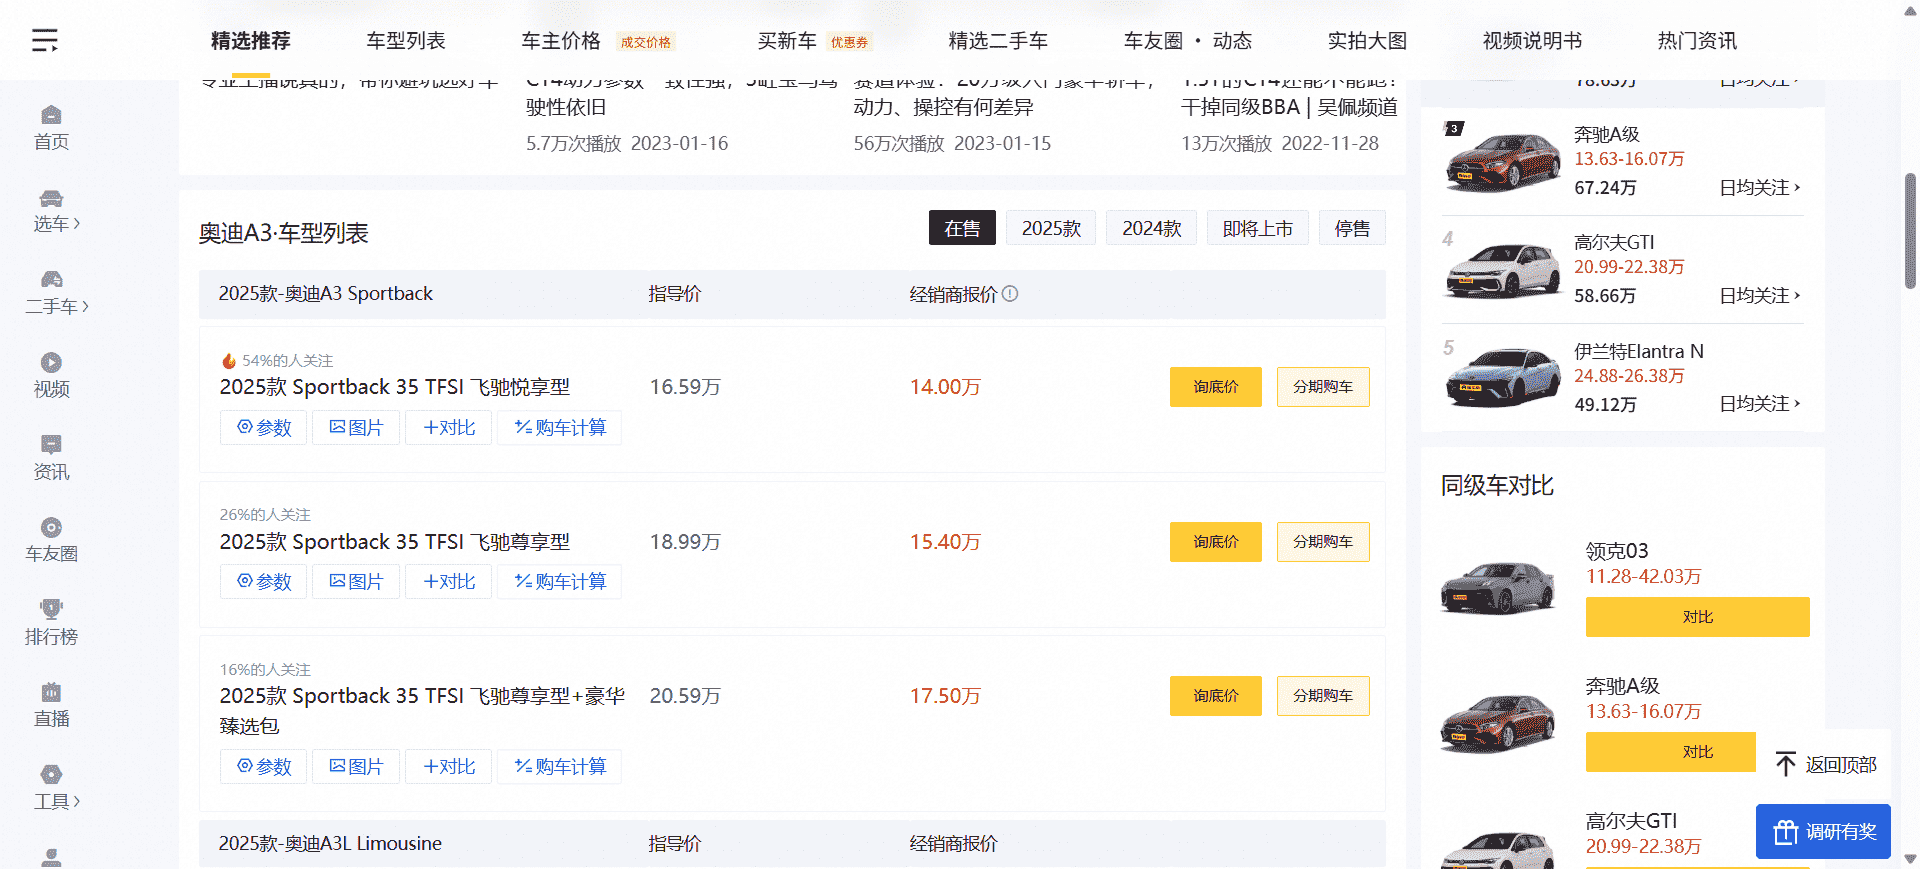 精选推荐
车型列表
车主价格 成交价格
买新车 优惠券
精选二手车
车友圈 · 动态
实拍大图
视频说明书
热门资讯
首页
选车
二手车
视频
资讯
车友圈
排行榜
直播
工具
专业主播说真的，帮你避坑选好车
驶性依旧
5.7万次播放 2023-01-16
动力、操控有何差异
56万次播放 2023-01-15
干掉同级BBA | 吴佩频道
13万次播放 2022-11-28
奥迪A3·车型列表
在售
2025款
2024款
即将上市
停售
2025款-奥迪A3 Sportback 指导价 经销商报价
54%的人关注
2025款 Sportback 35 TFSI 飞驰悦享型 16.59万 14.00万 询底价 分期购车
参数 图片 对比 购车计算
26%的人关注
2025款 Sportback 35 TFSI 飞驰尊享型 18.99万 15.40万 询底价 分期购车
参数 图片 对比 购车计算
16%的人关注
2025款 Sportback 35 TFSI 飞驰尊享型+豪华 20.59万 17.50万 询底价 分期购车
臻选包
参数 图片 对比 购车计算
2025款-奥迪A3L Limousine 指导价 经销商报价
78.63万 日均关注
3
奔驰A级
13.63-16.07万
67.24万 日均关注
4
高尔夫GTI
20.99-22.38万
58.66万 日均关注
5
伊兰特Elantra N
24.88-26.38万
49.12万 日均关注
同级车对比
领克03
11.28-42.03万
对比
奔驰A级
13.63-16.07万
对比
高尔夫GTI
20.99-22.38万
返回顶部
调研有奖